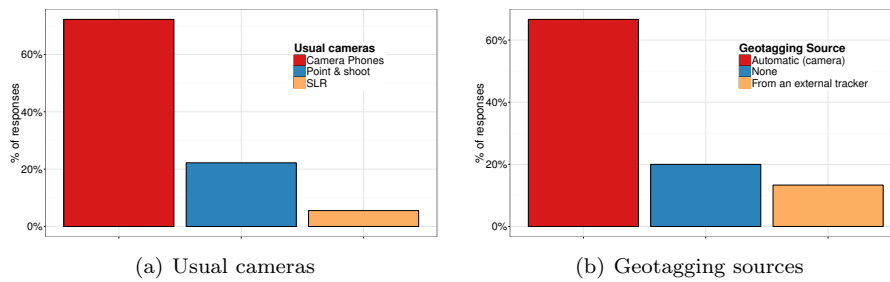 % of responses
60%
40%
20%
0%
Usual cameras
Camera Phones
Point & shoot
SLR
(a) Usual cameras
% of responses
60%
40%
20%
0%
Geotagging Source
Automatic (camera)
None
From an external tracker
(b) Geotagging sources